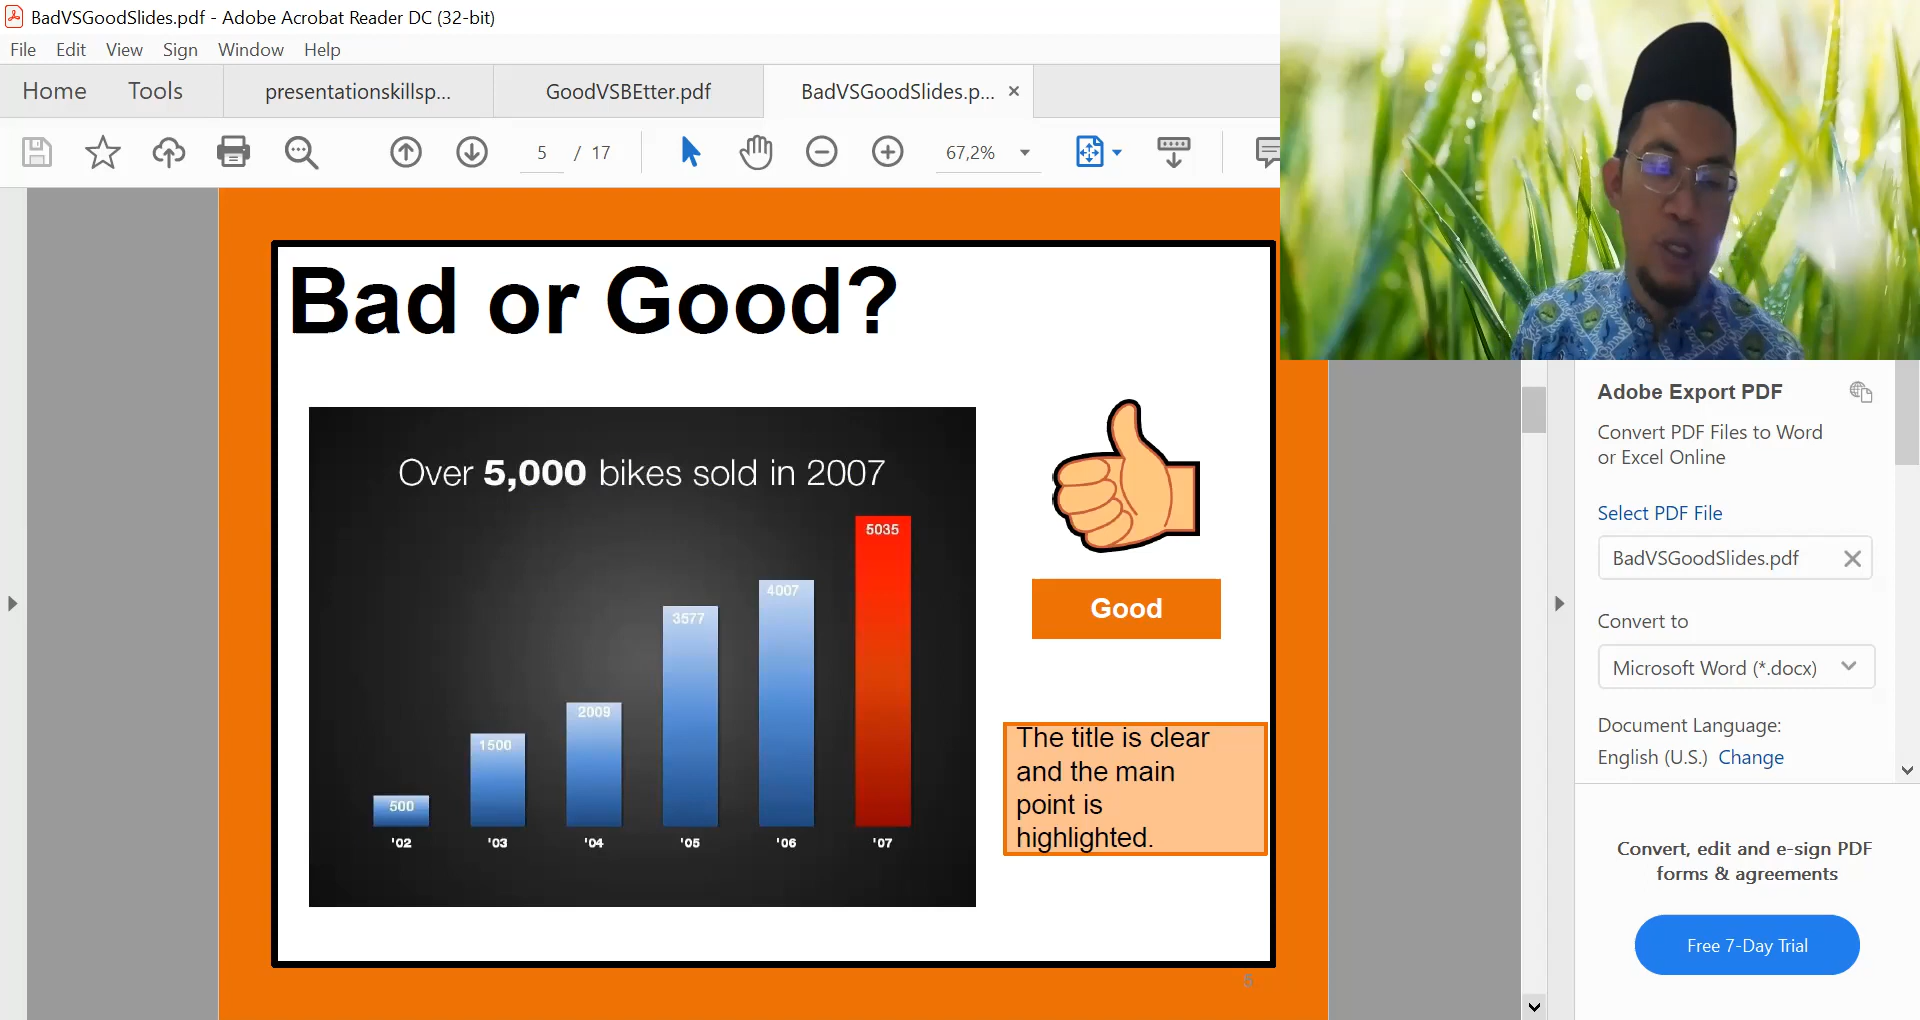 BadVSGoodSlides.pdf - Adobe Acrobat Reader DC (32-bit)
File Edit View Sign Window Help
Home Tools presentationskillsp... GoodVSBEtter.pdf BadVSGoodSlides.p... ×
5 / 17 67,2%
Bad or Good?
Over 5,000 bikes sold in 2007
500 1500 2009 3577 4007 5035
'02 '03 '04 '05 '06 '07
Good
The title is clear
and the main
point is
highlighted.
5
Adobe Export PDF
Convert PDF Files to Word
or Excel Online
Select PDF File
BadVSGoodSlides.pdf
Convert to
Microsoft Word (*.docx)
Document Language:
English (U.S.) Change
Convert, edit and e-sign PDF
forms & agreements
Free 7-Day Trial